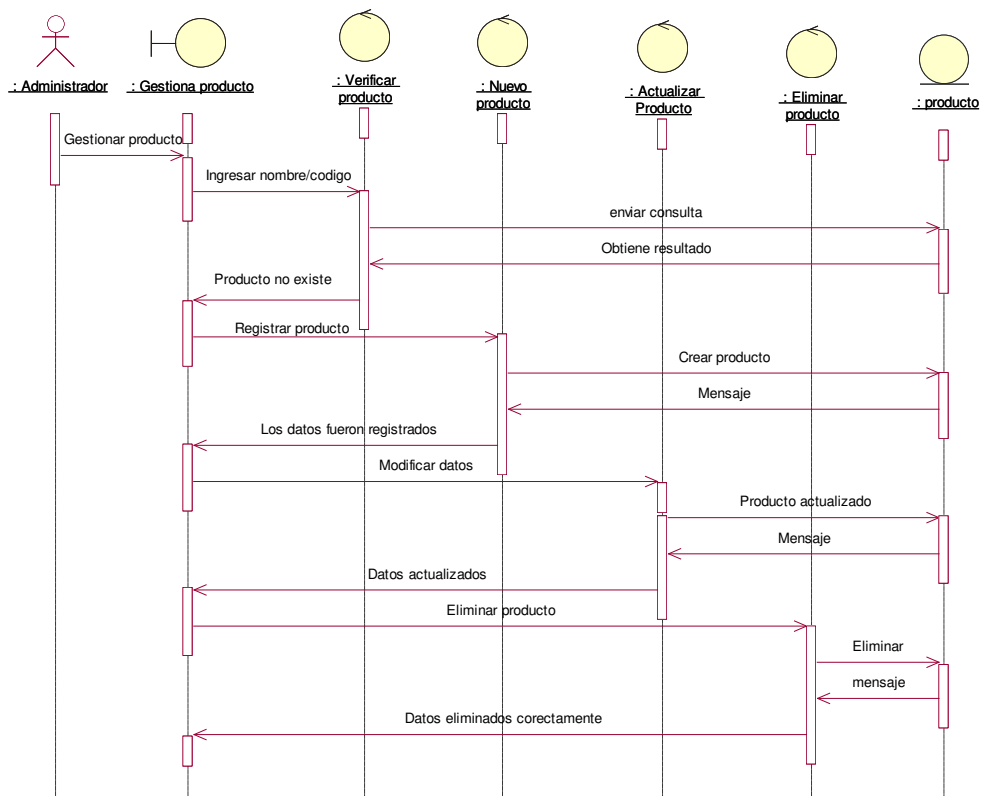 : Administrador
: Gestiona producto
: Verificar
producto
: Nuevo
producto
: Actualizar
Producto
: Eliminar
producto
: producto
Gestionar producto
Ingresar nombre/codigo
enviar consulta
Obtiene resultado
Producto no existe
Registrar producto
Crear producto
Mensaje
Los datos fueron registrados
Modificar datos
Producto actualizado
Mensaje
Datos actualizados
Eliminar producto
Eliminar
mensaje
Datos eliminados corectamente